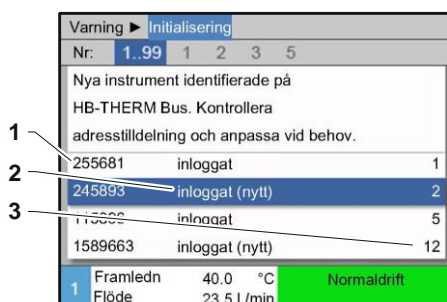 Varning ► Initialisering
Nr: 1..99 1 2 3 5
Nya instrument identifierade på
HB-THERM Bus. Kontrollera
adresstilldelning och anpassa vid behov.
1
255681 inloggat 1
2
245893 inloggat (nytt) 2
3
inloggat 5
1589663 inloggat (nytt) 12
1 Framledn 40.0 °C Normaldrift
Flöde 23.5 L/min